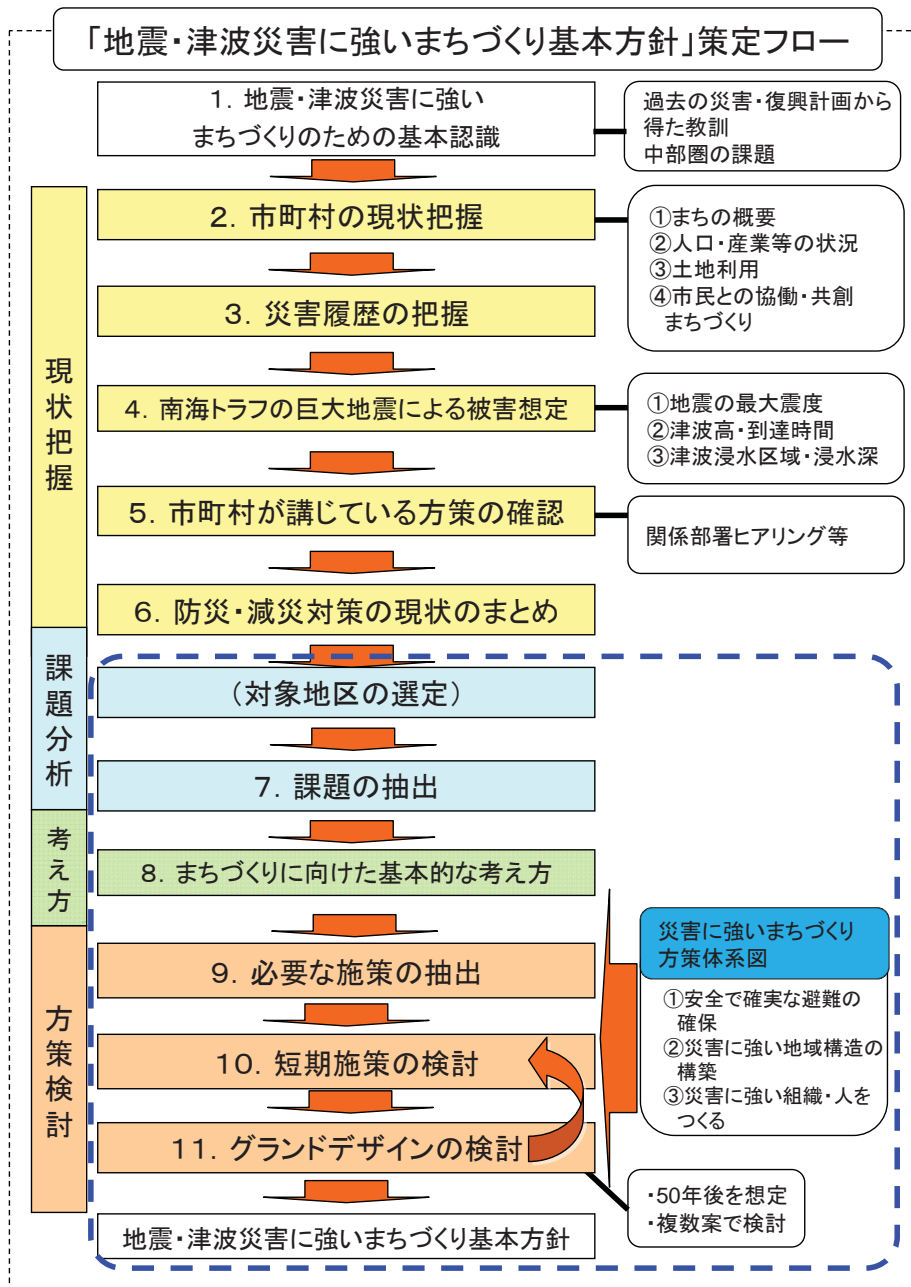 「地震・津波災害に強いまちづくり基本方針」策定フロー
1．地震・津波災害に強い
まちづくりのための基本認識
過去の災害・復興計画から
得た教訓
中部圏の課題
現状把握
2．市町村の現状把握
①まちの概要
②人口・産業等の状況
③土地利用
④市民との協働・共創
まちづくり
3．災害履歴の把握
4．南海トラフの巨大地震による被害想定
①地震の最大震度
②津波高・到達時間
③津波浸水区域・浸水深
5．市町村が講じている方策の確認
関係部署ヒアリング等
6．防災・減災対策の現状のまとめ
課題分析
（対象地区の選定）
7．課題の抽出
考え方
8．まちづくりに向けた基本的な考え方
方策検討
9．必要な施策の抽出
10．短期施策の検討
11．グランドデザインの検討
災害に強いまちづくり
方策体系図
①安全で確実な避難の
確保
②災害に強い地域構造の
構築
③災害に強い組織・人を
つくる
・50年後を想定
・複数案で検討
地震・津波災害に強いまちづくり基本方針